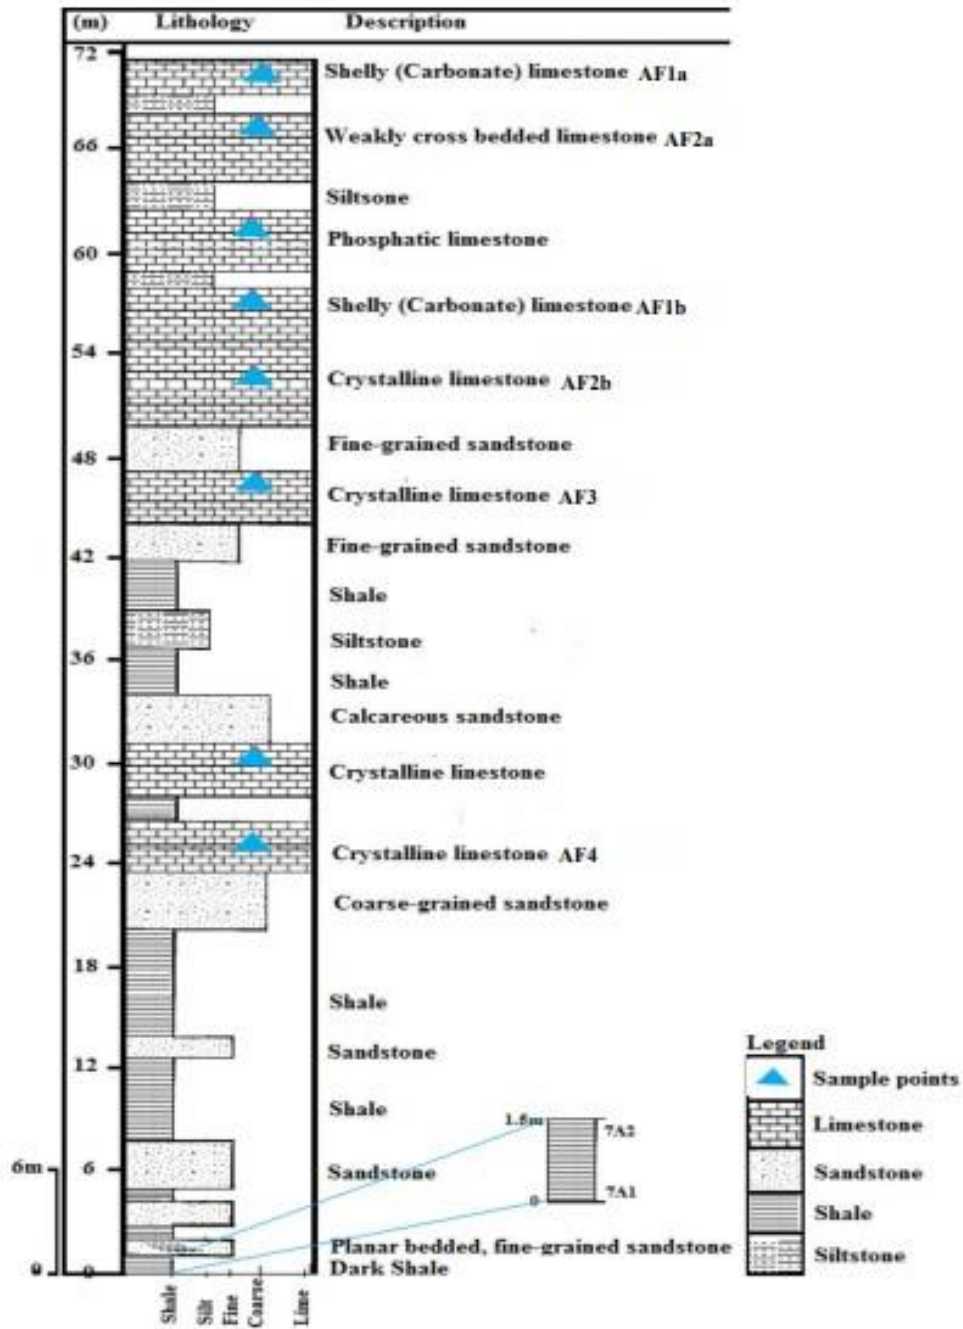 (m) Lithology Description
72
Shelly (Carbonate) limestone AF1a
66
Weakly cross bedded limestone AF2a
Siltsone
Phosphatic limestone
60
Shelly (Carbonate) limestone AF1b
54
Crystalline limestone AF2b
Fine-grained sandstone
48
Crystalline limestone AF3
Fine-grained sandstone
42
Shale
Siltstone
36
Shale
Calcareous sandstone
30
Crystalline linestone
24
Crystalline linestone AF4
Coarse-grained sandstone
18
Shale
Sandstone
12
Shale
6
Sandstone
6m
0
0
Planar bedded, fine-grained sandstone
Dark Shale
1.5m
7A2
0
7A1
Shale
Silt
Fine
Coarse
Lime
Legend
Sample points
Limestone
Sandstone
Shale
Siltstone